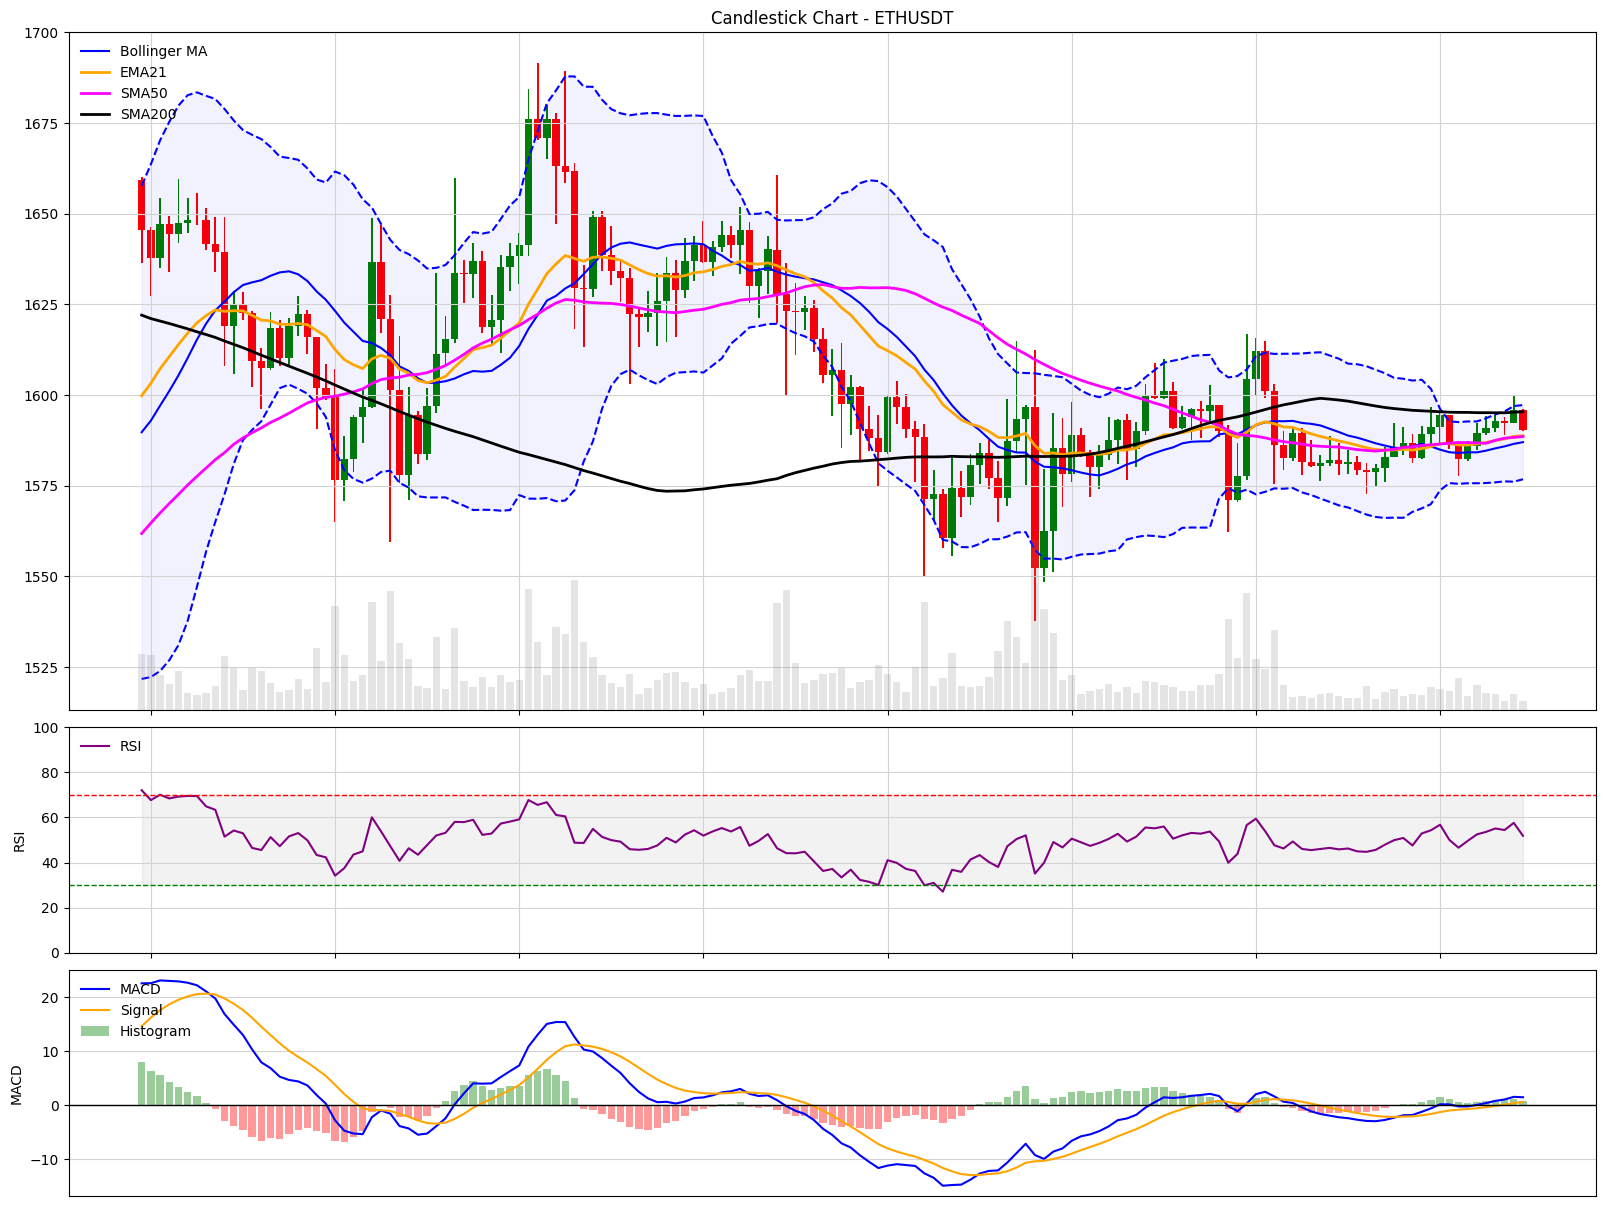 Candlestick Chart - ETHUSDT
1700
1675
1650
1625
1600
1575
1550
1525
Bollinger MA
EMA21
SMA50
SMA200
100
80
60
40
20
0
RSI
RSI
20
10
0
−10
MACD
MACD
Signal
Histogram